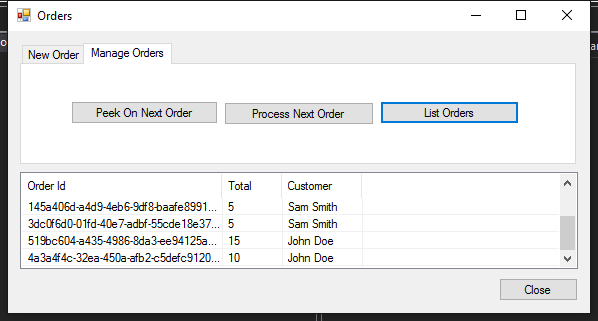 Orders
New Order Manage Orders
Peek On Next Order Process Next Order List Orders
Order Id Total Customer
145a406d-a4d9-4eb6-9df8-baafe8991... 5 Sam Smith
3dc0f6d0-01fd-40e7-adbf-55cde18e37... 5 Sam Smith
519bc604-a435-4986-8da3-ee94125a... 15 John Doe
4a3a4f4c-32ea-450a-afb2-c5defc9120... 10 John Doe
Close